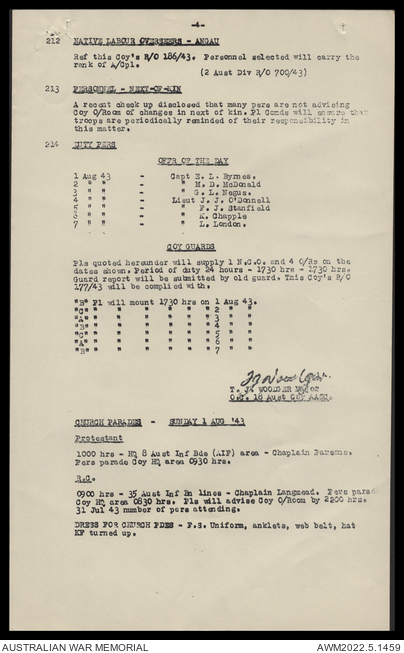 -4-
212 NATIVE LABOUR OVERSEERS - ANGAU
Ref this Coy's R/O 186/43. Personnel selected will carry the
rank of A/Cpl.
(2 Aust Div R/O 700/43)
213 PERSONNEL - NEXT-OF-KIN
A recent check up disclosed that many pers are not advising
Coy O/Room of changes in next of kin. Pl Comds will ensure that
troops are periodically reminded of their responsibility in
this matter.
214 DUTY PERS
OFFR OF THE DAY
1 Aug 43 - Capt E. L. Byrnes.
2 " " - " M. D. McDonald
3 " " - " G. L. Negus.
4 " " - Lieut J. J. O'Donnell
5 " " - " F. J. Stanfield
6 " " - " K. Chapple
7 " " - " L. London.
COY GUARDS
Pls quoted hereunder will supply 1 N.C.O. and 4 O/Rs on the
dates shown. Period of duty 24 hours - 1730 hrs - 1730 hrs.
Guard report will be submitted by old guard. This Coy's R/O
177/43 will be complied with.
"B" Pl will mount 1730 hrs on 1 Aug 43.
"C" " " " " " " 2 " "
"A" " " " " " " 3 " "
"B" " " " " " " 4 " "
"C" " " " " " " 5 " "
"A" " " " " " " 6 " "
"B" " " " " " " 7 " "
T. J. Major
O.C. 18 Aust Coy AASC.
CHURCH PARADES - SUNDAY 1 AUG '43
Protestant
1000 hrs - HQ 8 Aust Inf Bde (AIF) area - Chaplain Parsons.
Pers parade Coy HQ area 0930 hrs.
R.C.
0900 hrs - 35 Aust Inf Bn lines - Chaplain Langmead. Pers parade
Coy HQ area 0830 hrs. Pls will advise Coy O/Room by 2200 hrs.
31 Jul 43 number of pers attending.
DRESS FOR CHURCH PDES - F.S. Uniform, anklets, web belt, hat
KF turned up.
AUSTRALIAN WAR MEMORIAL
AWM2022.5.1459